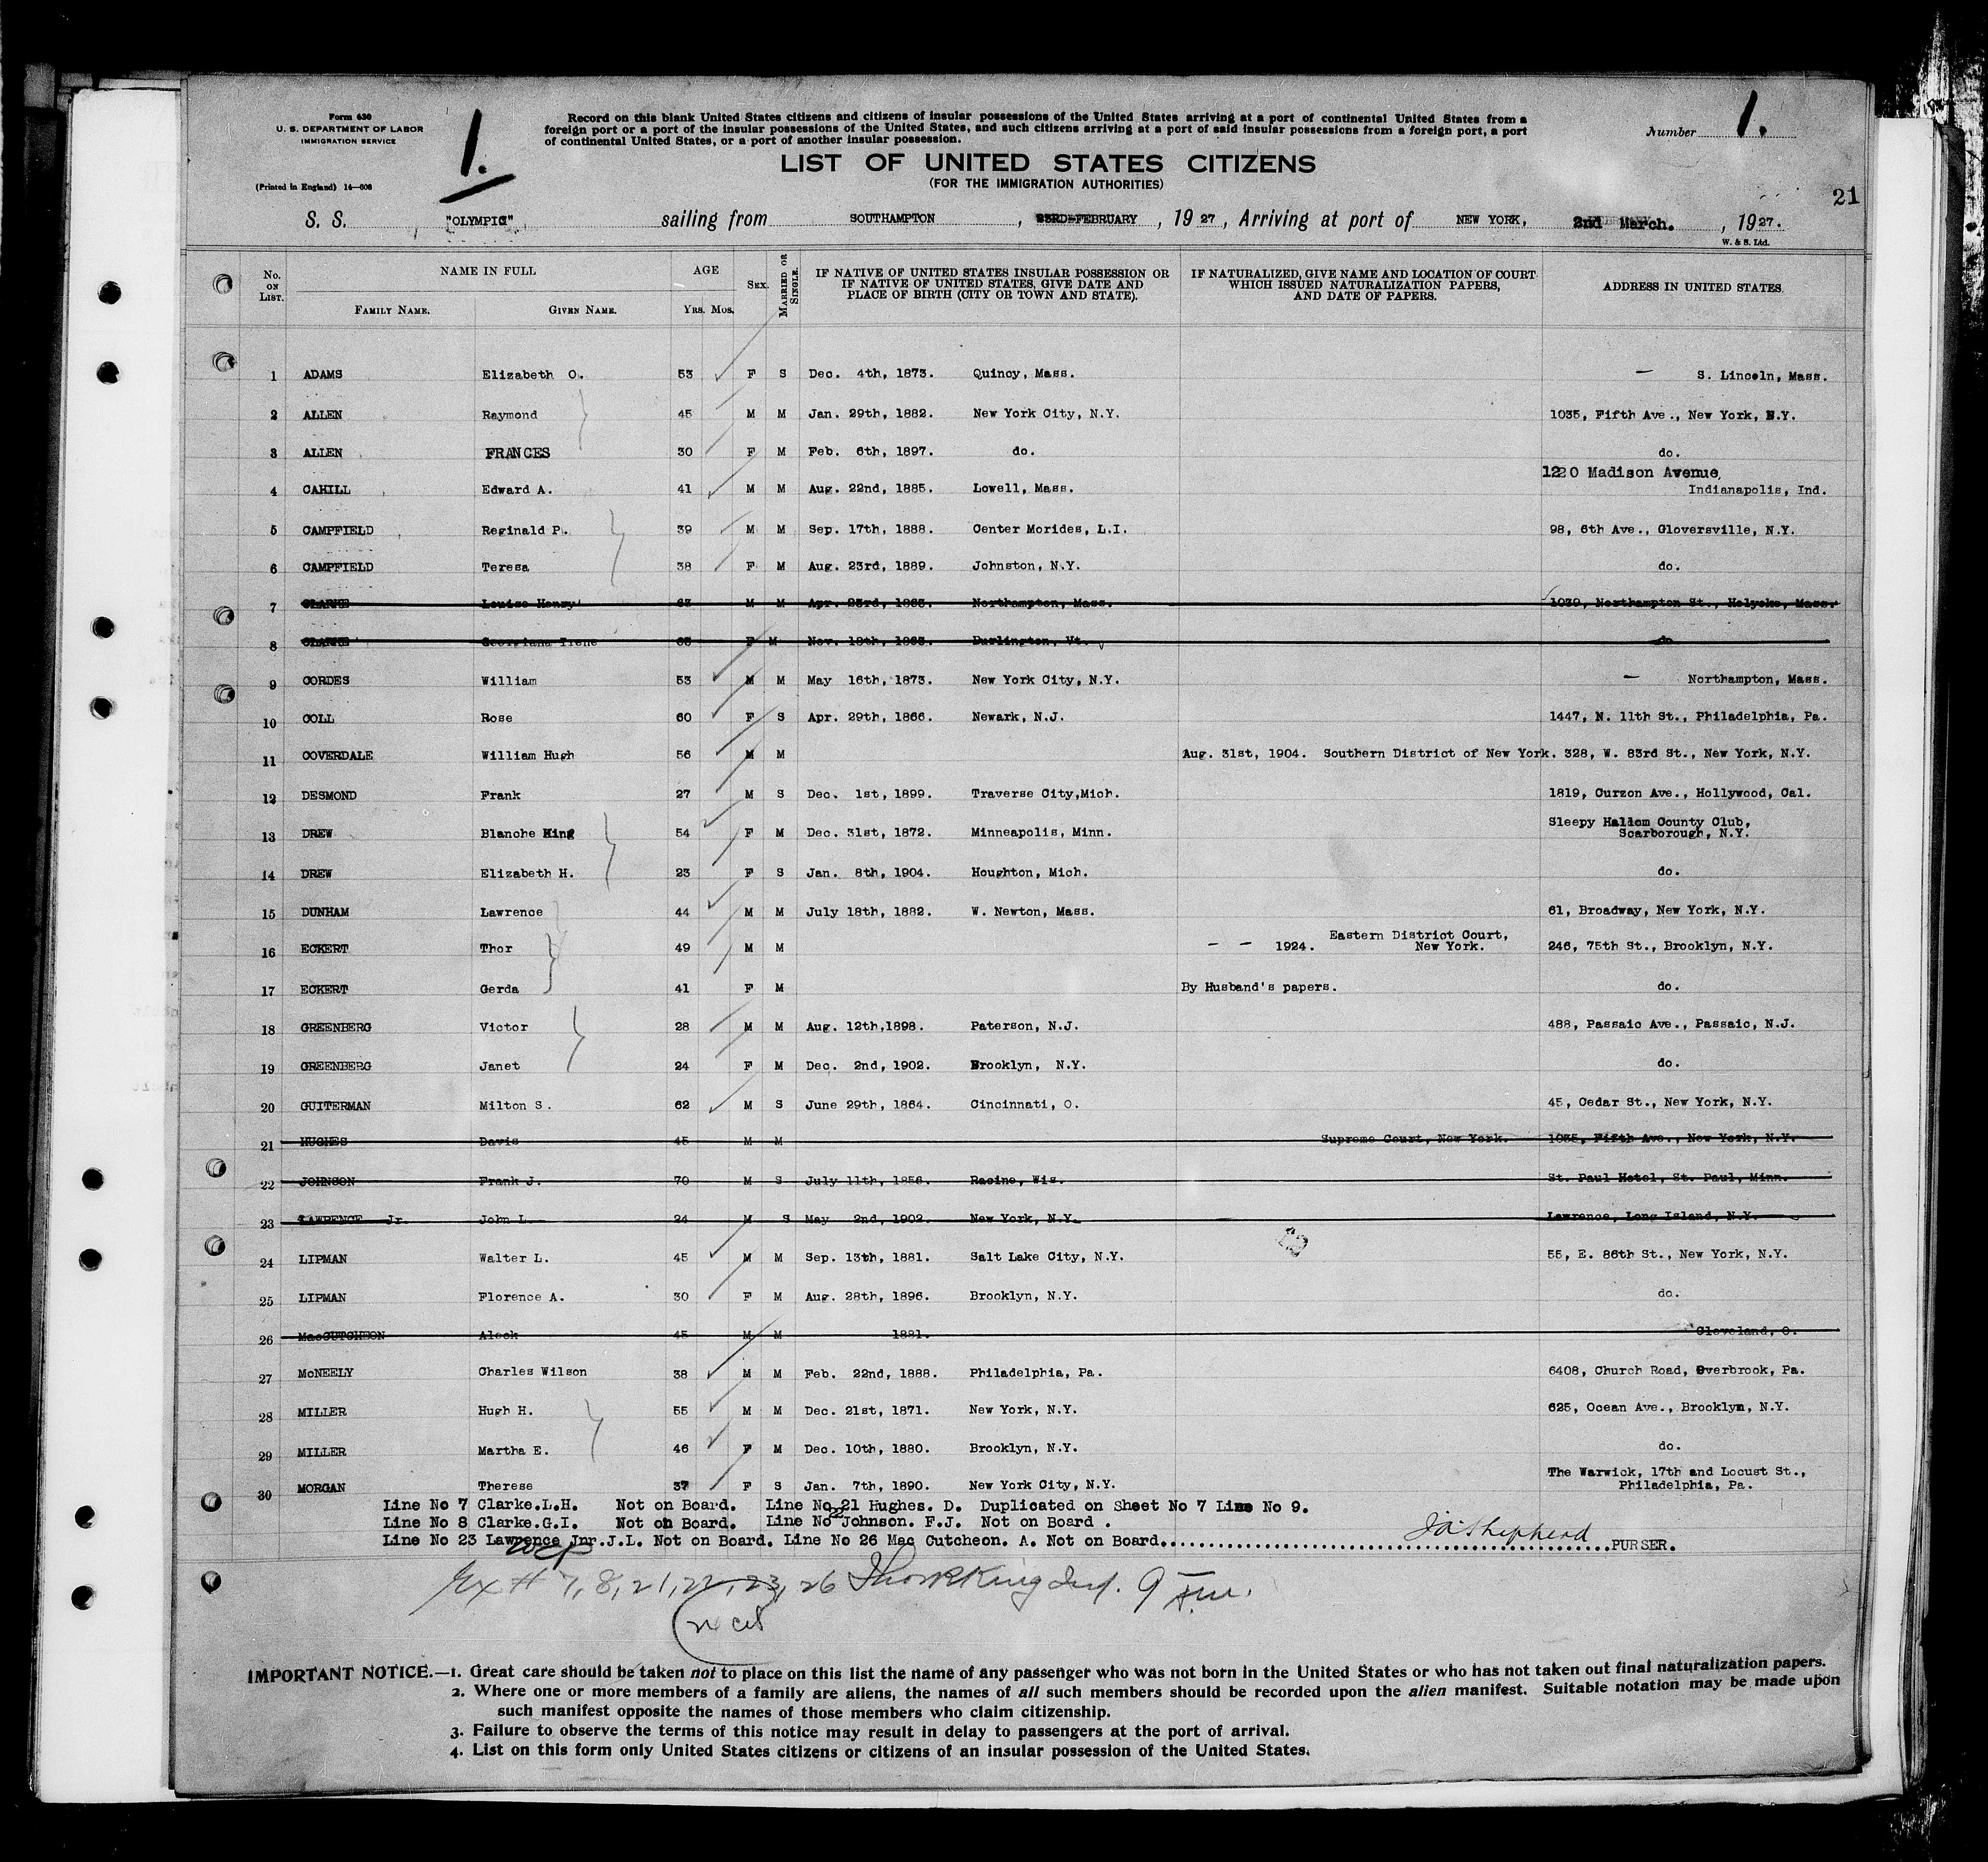 Form 630
U. S. DEPARTMENT OF LABOR
IMMIGRATION SERVICE
(Printed in England) 14—608
1.
Record on this blank United States citizens and citizens of insular possessions of the United States arriving at a port of continental United States from a
foreign port or a port of the insular possessions of the United States, and such citizens arriving at a port of said insular possessions from a foreign port, a port
of continental United States, or a port of another insular possession.
Number 1.
LIST OF UNITED STATES CITIZENS
(FOR THE IMMIGRATION AUTHORITIES)
21
S. S. "OLYMPIC" sailing from SOUTHAMPTON, 23RD FEBRUARY, 1927, Arriving at port of NEW YORK, 2nd March., 1927.
W. & S. Ltd.
No. ON LIST. NAME IN FULL AGE SEX. MARRIED OR SINGLE. IF NATIVE OF UNITED STATES INSULAR POSSESSION OR IF NATIVE OF UNITED STATES, GIVE DATE AND PLACE OF BIRTH (CITY OR TOWN AND STATE). IF NATURALIZED, GIVE NAME AND LOCATION OF COURT WHICH ISSUED NATURALIZATION PAPERS, AND DATE OF PAPERS. ADDRESS IN UNITED STATES.
FAMILY NAME. GIVEN NAME. YRS. MOS.
1 ADAMS Elizabeth O. 53 F S Dec. 4th, 1873. Quincy, Mass. — S. Lincoln, Mass.
2 ALLEN Raymond 45 M M Jan. 29th, 1882. New York City, N.Y. 1035, Fifth Ave., New York, N.Y.
3 ALLEN FRANCES 30 F M Feb. 6th, 1897. do. do.
4 CAHILL Edward A. 41 M M Aug. 22nd, 1885. Lowell, Mass. 1220 Madison Avenue, Indianapolis, Ind.
5 CAMPFIELD Reginald P. 39 M M Sep. 17th, 1888. Center Morides, L.I. 98, 6th Ave., Gloversville, N.Y.
6 CAMPFIELD Teresa 38 F M Aug. 23rd, 1889. Johnston, N.Y. do.
7 CLARKE Louise Henry 63 M M Apr. 23rd, 1863. Northampton, Mass. 1039, Northampton St., Holyoke, Mass.
8 CLARKE Georgiana Irene 63 F M Nov. 18th, 1863. Burlington, Vt. do
9 CORDES William 53 M M May 16th, 1873. New York City, N.Y. — Northampton, Mass.
10 COLL Rose 60 F S Apr. 29th, 1866. Newark, N.J. 1447, N. 11th St., Philadelphia, Pa.
11 COVERDALE William Hugh 56 M M Aug. 31st, 1904. Southern District of New York. 328, W. 83rd St., New York, N.Y.
12 DESMOND Frank 27 M S Dec. 1st, 1899. Traverse City,Mich. 1819, Curzon Ave., Hollywood, Cal.
13 DREW Blanche King 54 F M Dec. 31st, 1872. Minneapolis, Minn. Sleepy Hallom County Club, Scarborough, N.Y.
14 DREW Elizabeth H. 23 F S Jan. 8th, 1904. Houghton, Mich. do.
15 DUNHAM Lawrence 44 M M July 18th, 1882. W. Newton, Mass. 61, Broadway, New York, N.Y.
16 ECKERT Thor 49 M M — — 1924. Eastern District Court, New York. 246, 75th St., Brooklyn, N.Y.
17 ECKERT Gerda 41 F M By Husband's papers. do.
18 GREENBERG Victor 28 M M Aug. 12th,1898. Paterson, N.J. 488, Passaic Ave., Passaic, N.J.
19 GREENBERG Janet 24 F M Dec. 2nd, 1902. Brooklyn, N.Y. do.
20 GUITERMAN Milton S. 62 M S June 29th, 1864. Cincinnati, O. 45, Cedar St., New York, N.Y.
21 HUGHES Davis 45 M M Supreme Court, New York. 1035, Fifth Ave., New York, N.Y.
22 JOHNSON Frank J. 70 M S July 11th, 1856. Racine, Wis. St. Paul Hotel, St. Paul, Minn.
23 LAWRENCE Jr. John L. 24 M S May 2nd, 1902. New York, N.Y. Lawrence, Long Island, N.Y.
24 LIPMAN Walter L. 45 M M Sep. 13th, 1881. Salt Lake City, N.Y. 55, E. 86th St., New York, N.Y.
25 LIPMAN Florence A. 30 F M Aug. 28th, 1896. Brooklyn, N.Y. do.
26 MacCUTCHEON Aleck 45 M M 1881. Cleveland, O.
27 McNEELY Charles Wilson 38 M M Feb. 22nd, 1888. Philadelphia, Pa. 6408, Church Road, Overbrook, Pa.
28 MILLER Hugh H. 55 M M Dec. 21st, 1871. New York, N.Y. 625, Ocean Ave., Brooklyn, N.Y.
29 MILLER Martha E. 46 F M Dec. 10th, 1880. Brooklyn, N.Y. do.
30 MORGAN Therese 37 F S Jan. 7th, 1890. New York City, N.Y. The Warwick, 17th and Locust St., Philadelphia, Pa.
Line No 7 Clarke.L.H. Not on Board. Line No 21 Hughes. D. Duplicated on Sheet No 7 Line No 9.
Line No 8 Clarke.G.I. Not on Board. Line No 22 Johnson. F.J. Not on Board .
Line No 23 Lawrence Jnr.J.L. Not on Board. Line No 26 Mac Cutcheon. A. Not on Board. J.A. Shepherd PURSER.
Ex # 7, 8, 21, 22, 23, 26
IMPORTANT NOTICE.—1. Great care should be taken not to place on this list the name of any passenger who was not born in the United States or who has not taken out final naturalization papers.
2. Where one or more members of a family are aliens, the names of all such members should be recorded upon the alien manifest. Suitable notation may be made upon
such manifest opposite the names of those members who claim citizenship.
3. Failure to observe the terms of this notice may result in delay to passengers at the port of arrival.
4. List on this form only United States citizens or citizens of an insular possession of the United States.